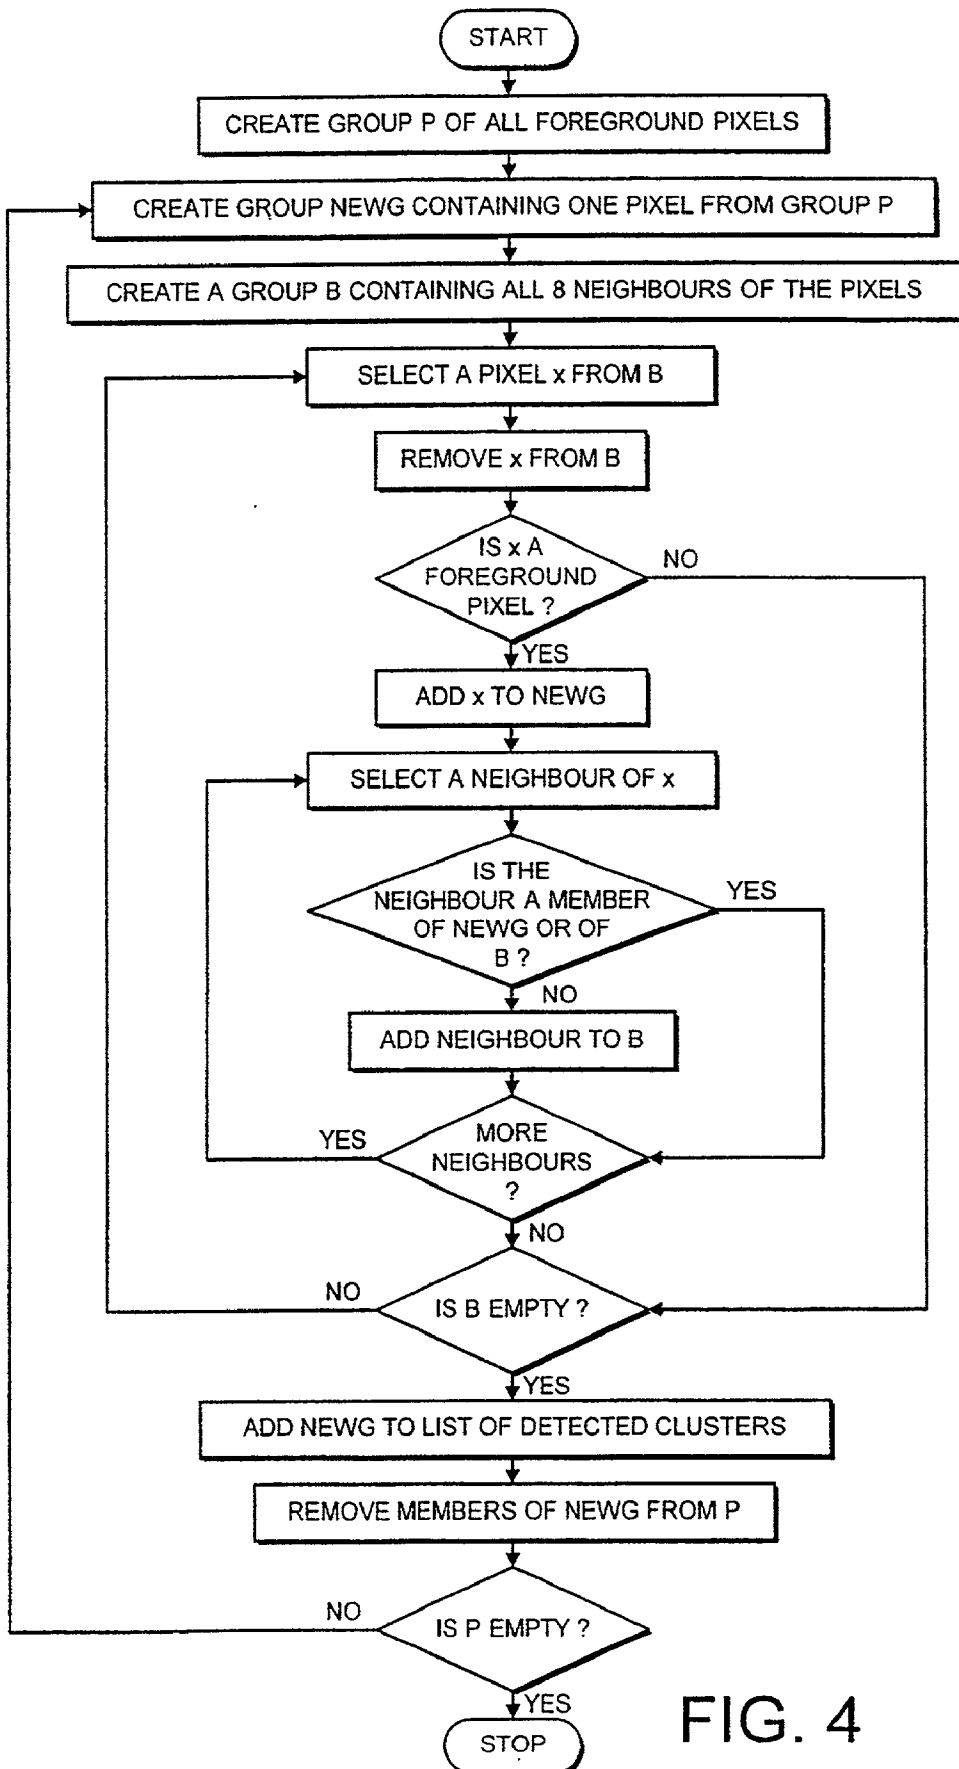 START
CREATE GROUP P OF ALL FOREGROUND PIXELS
CREATE GROUP NEWG CONTAINING ONE PIXEL FROM GROUP P
CREATE A GROUP B CONTAINING ALL 8 NEIGHBOURS OF THE PIXELS
SELECT A PIXEL x FROM B
REMOVE x FROM B
IS x A
FOREGROUND
PIXEL ?
NO
YES
ADD x TO NEWG
SELECT A NEIGHBOUR OF x
IS THE
NEIGHBOUR A MEMBER
OF NEWG OR OF
B ?
YES
NO
ADD NEIGHBOUR TO B
MORE
NEIGHBOURS
?
YES
NO
IS B EMPTY ?
NO
YES
ADD NEWG TO LIST OF DETECTED CLUSTERS
REMOVE MEMBERS OF NEWG FROM P
IS P EMPTY ?
NO
YES
STOP
FIG. 4